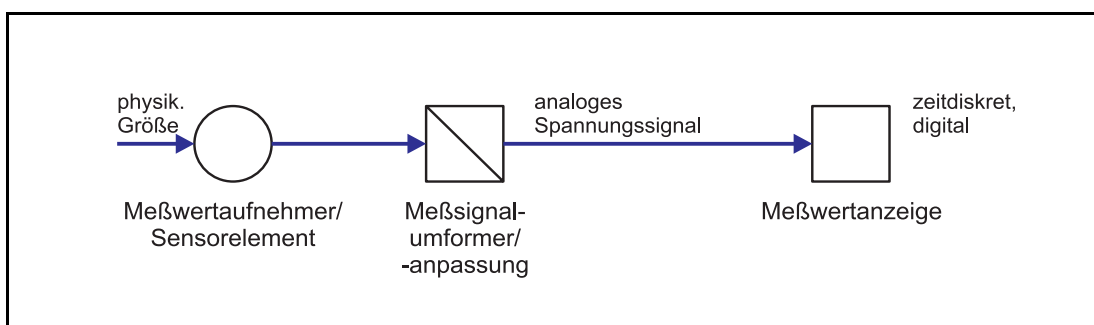 physik.
Größe
analoges
Spannungssignal
zeitdiskret,
digital
Meßwertaufnehmer/
Sensorelement
Meßsignal-
umformer/
-anpassung
Meßwertanzeige